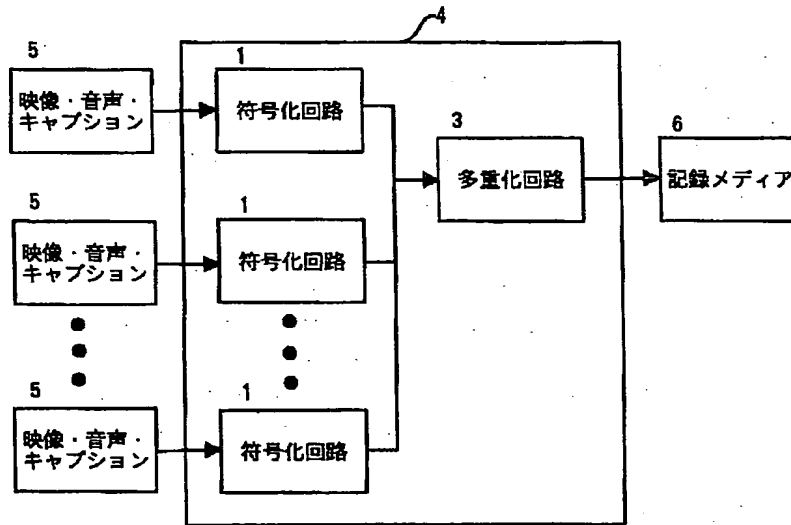 4
5
映像・音声・
キャプション
1
符号化回路
3
多重化回路
6
記録メディア
5
映像・音声・
キャプション
1
符号化回路
5
映像・音声・
キャプション
1
符号化回路